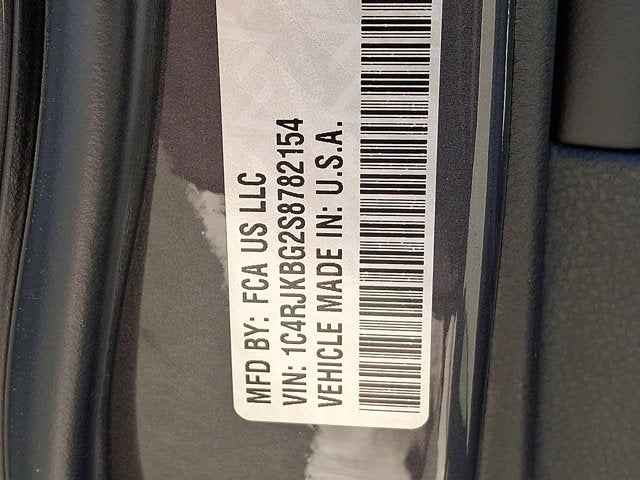 MFD BY: FCA US LLC
VIN: 1C4RJKBG2S8782154
VEHICLE MADE IN: U.S.A.